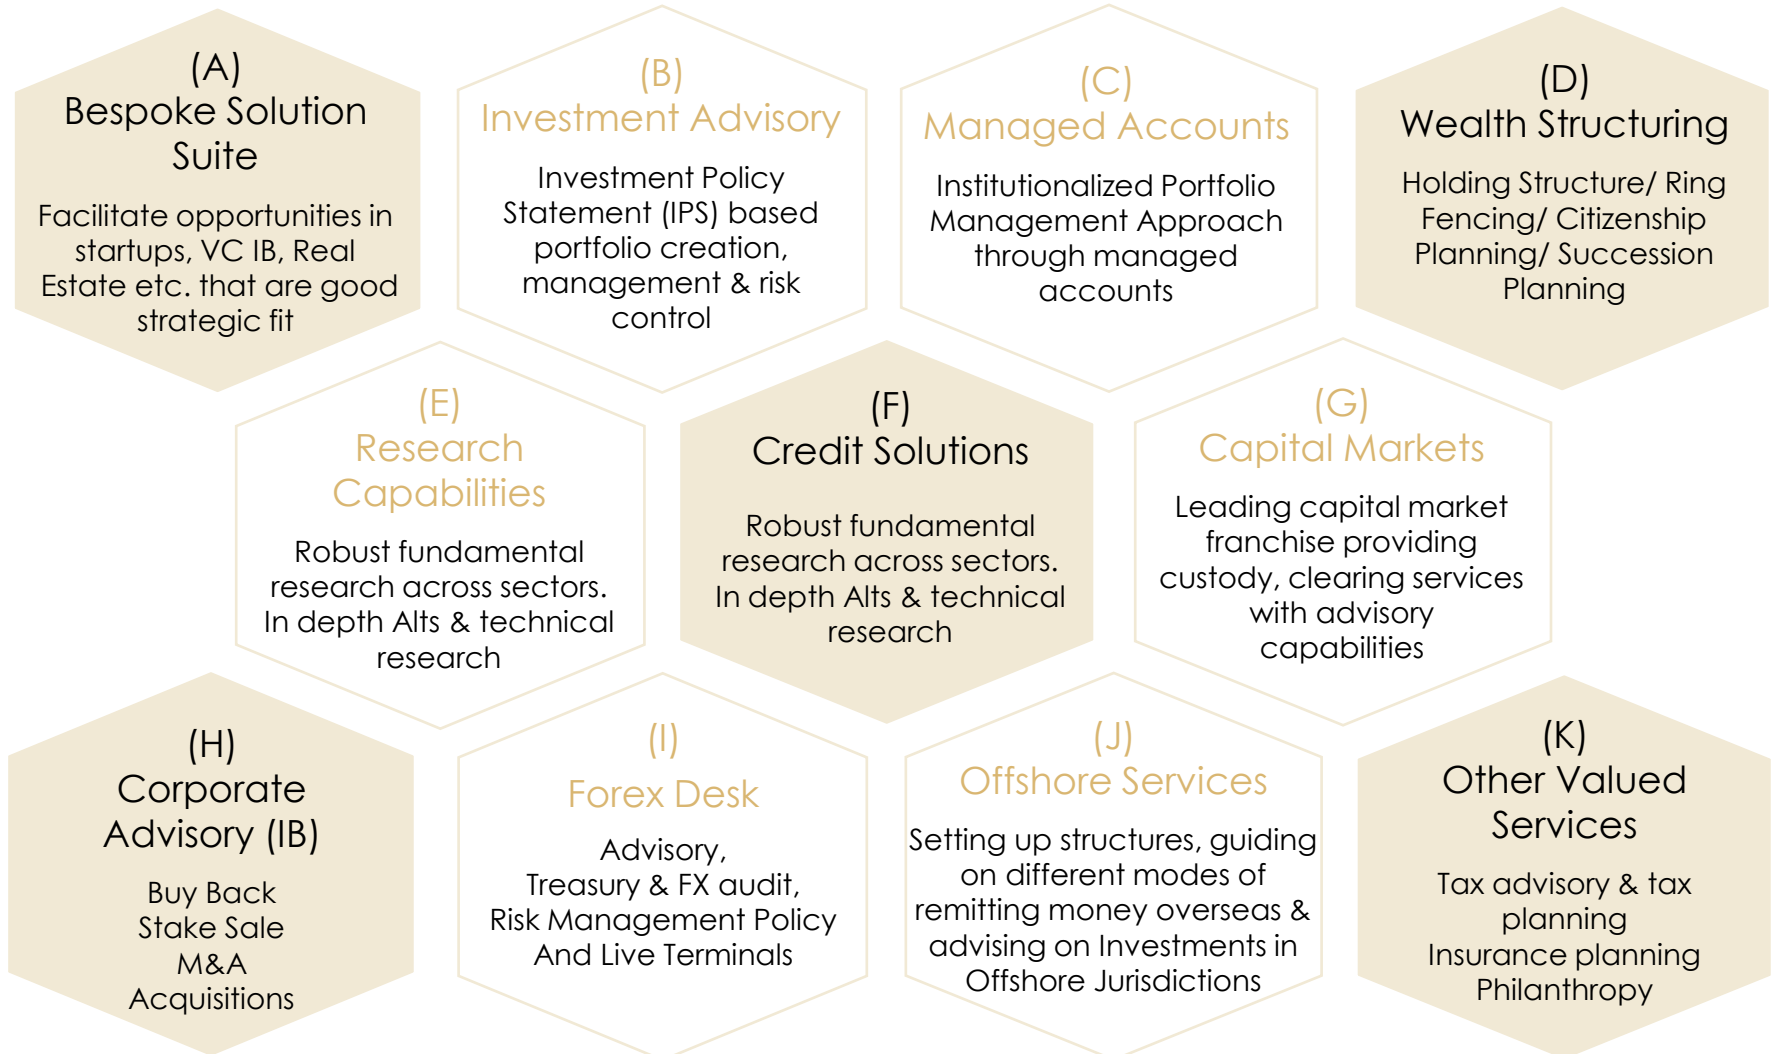 (A)
Bespoke Solution
Suite
Facilitate opportunities in
startups, VC IB, Real
Estate etc. that are good
strategic fit
(B)
Investment Advisory
Investment Policy
Statement (IPS) based
portfolio creation,
management & risk
control
(C)
Managed Accounts
Institutionalized Portfolio
Management Approach
through managed
accounts
(D)
Wealth Structuring
Holding Structure/ Ring
Fencing/ Citizenship
Planning/ Succession
Planning
(E)
Research
Capabilities
Robust fundamental
research across sectors.
In depth Alts & technical
research
(F)
Credit Solutions
Robust fundamental
research across sectors.
In depth Alts & technical
research
(G)
Capital Markets
Leading capital market
franchise providing
custody, clearing services
with advisory
capabilities
(H)
Corporate
Advisory (IB)
Buy Back
Stake Sale
M&A
Acquisitions
(I)
Forex Desk
Advisory,
Treasury & FX audit,
Risk Management Policy
And Live Terminals
(J)
Offshore Services
Setting up structures, guiding
on different modes of
remitting money overseas &
advising on Investments in
Offshore Jurisdictions
(K)
Other Valued
Services
Tax advisory & tax
planning
Insurance planning
Philanthropy